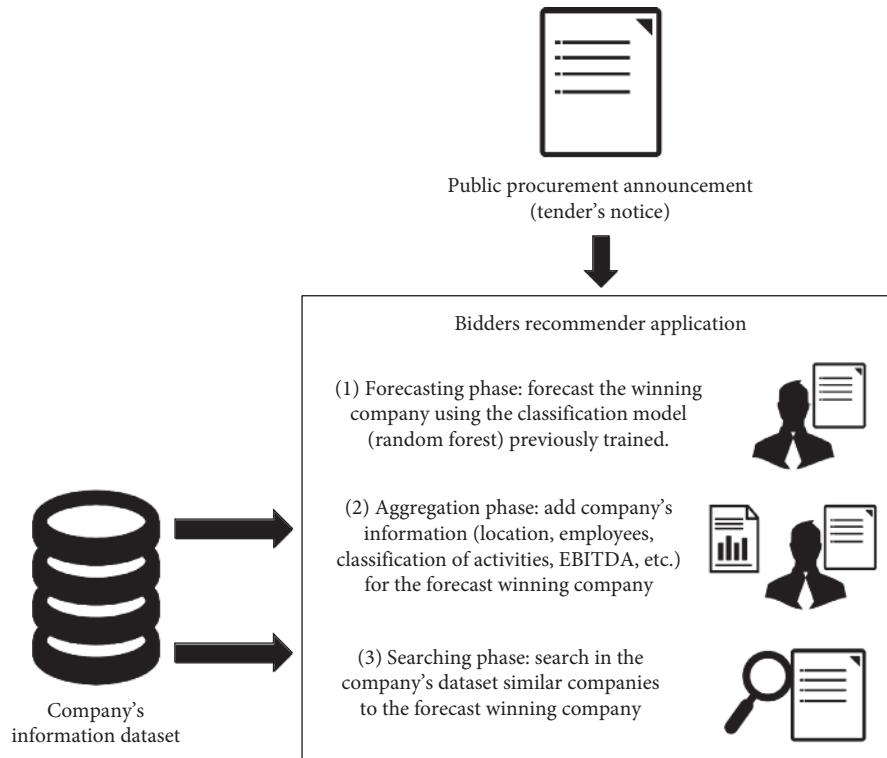 Public procurement announcement
(tender's notice)
Bidders recommender application
(1) Forecasting phase: forecast the winning
company using the classification model
(random forest) previously trained.
(2) Aggregation phase: add company's
information (location, employees,
classification of activities, EBITDA, etc.)
for the forecast winning company
(3) Searching phase: search in the
company's dataset similar companies
to the forecast winning company
Company's
information dataset